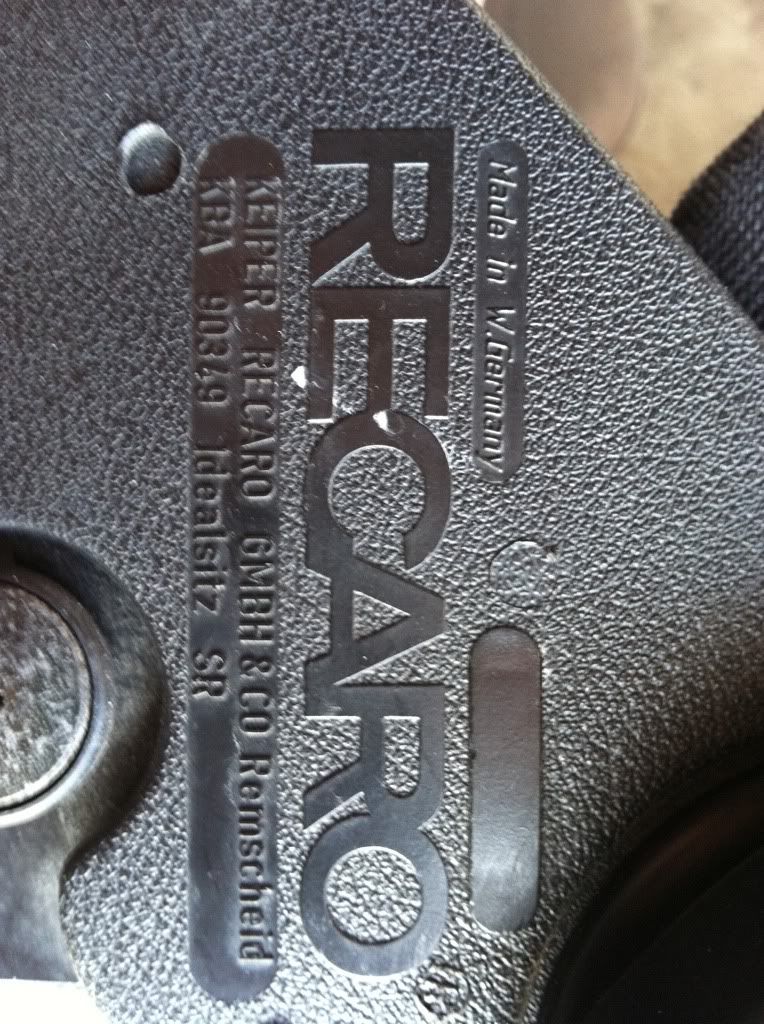 Made in W.Germany
RECARO
KEIPER RECARO GMBH & CO Remscheid
KBA 90349 Idealsitz SR